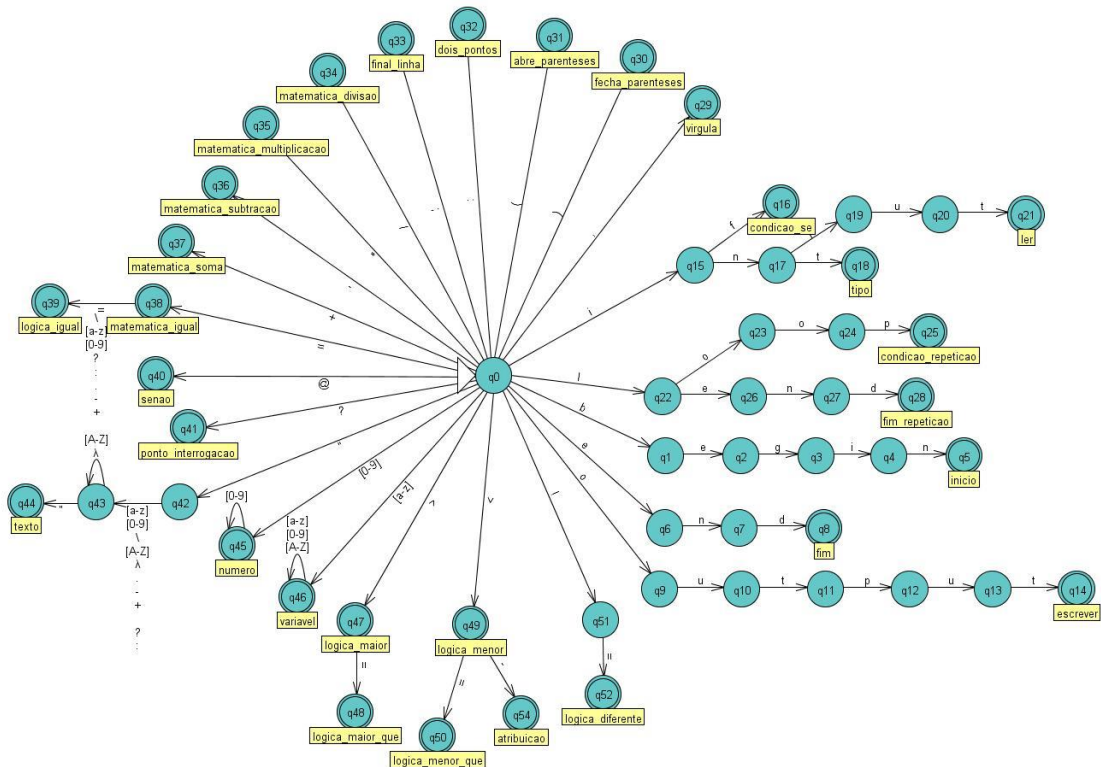 q32
dois_pontos
q33
final_linha
q31
abre_parenteses
q30
fecha_parenteses
q34
matematica_divisao
q29
virgula
q35
matematica_multiplicacao
q36
matematica_subtracao
q37
matematica_soma
q39
logica_igual
=
q38
matematica_igual
\
[a-z]
[0-9]
?
:
.
-
+
[A-Z]
λ
q40
senao
@
q0
q41
ponto_interrogacao
?
+
=
*
q44
texto
"
q43
q42
"
[a-z]
[0-9]
\
[A-Z]
λ
.
-
+
?
:
[0-9]
q45
numero
[0-9]
[a-z]
[0-9]
[A-Z]
q46
variavel
[a-z]
q47
logica_maior
>
=
q48
logica_maior_que
q49
logica_menor
<
=
q50
logica_menor_que
q54
atribuicao
q51
=
q52
logica_diferente
i
q15
f
q16
condicao_se
n
q17
q19
u
q20
t
q21
ler
t
q18
tipo
l
q22
o
q23
o
q24
p
q25
condicao_repeticao
e
q26
n
q27
d
q28
fim_repeticao
b
q1
e
q2
g
q3
i
q4
n
q5
inicio
e
q6
n
q7
d
q8
fim
o
q9
u
q10
t
q11
p
q12
u
q13
t
q14
escrever